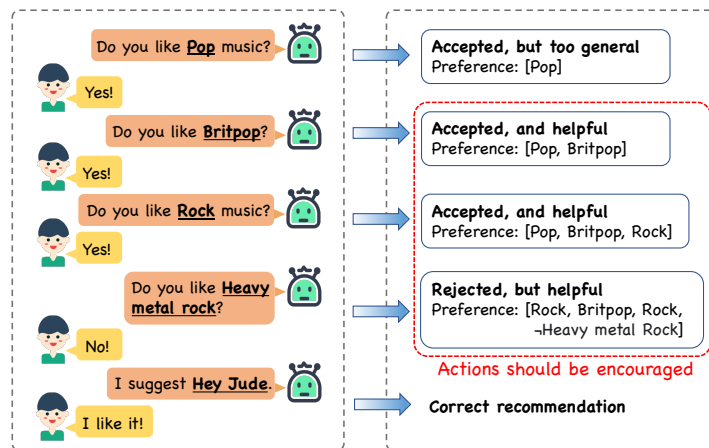 Do you like Pop music?
Accepted, but too general
Preference: [Pop]
Yes!
Do you like Britpop?
Accepted, and helpful
Preference: [Pop, Britpop]
Yes!
Do you like Rock music?
Accepted, and helpful
Preference: [Pop, Britpop, Rock]
Yes!
Do you like Heavy
metal rock?
Rejected, but helpful
Preference: [Rock, Britpop, Rock,
¬Heavy metal Rock]
No!
Actions should be encouraged
I suggest Hey Jude.
Correct recommendation
I like it!